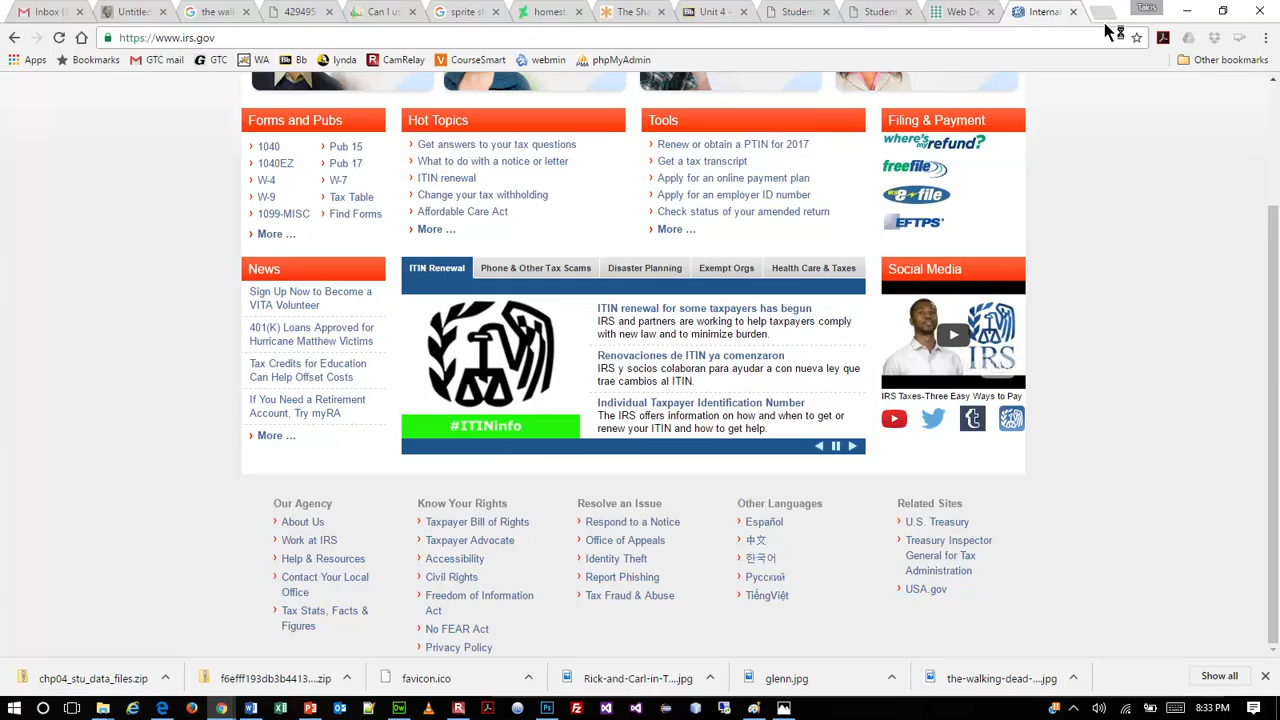 Inbox (
Untitled
the wall
429495
Can I us
sprite sh
homest
The Sha
Unit 4 –
Student
Student
Web De
Internal
Takis
https://www.irs.gov
Apps
Bookmarks
GTC mail
GTC
WA
Bb
lynda
CamRelay
CourseSmart
webmin
phpMyAdmin
Other bookmarks
Forms and Pubs
1040
Pub 15
1040EZ
Pub 17
W-4
W-7
W-9
Tax Table
1099-MISC
Find Forms
More ...
Hot Topics
Get answers to your tax questions
What to do with a notice or letter
ITIN renewal
Change your tax withholding
Affordable Care Act
More ...
Tools
Renew or obtain a PTIN for 2017
Get a tax transcript
Apply for an online payment plan
Apply for an employer ID number
Check status of your amended return
More ...
Filing & Payment
where's my refund?
freefile
IRS e-file
EFTPS
News
Sign Up Now to Become a
VITA Volunteer
401(K) Loans Approved for
Hurricane Matthew Victims
Tax Credits for Education
Can Help Offset Costs
If You Need a Retirement
Account, Try myRA
More ...
ITIN Renewal
Phone & Other Tax Scams
Disaster Planning
Exempt Orgs
Health Care & Taxes
#ITINinfo
ITIN renewal for some taxpayers has begun
IRS and partners are working to help taxpayers comply
with new law and to minimize burden.
Renovaciones de ITIN ya comenzaron
IRS y socios colaboran para ayudar a con nueva ley que
trae cambios al ITIN.
Individual Taxpayer Identification Number
The IRS offers information on how and when to get or
renew your ITIN and how to get help.
Social Media
IRS
IRS Taxes-Three Easy Ways to Pay
Our Agency
About Us
Work at IRS
Help & Resources
Contact Your Local
Office
Tax Stats, Facts &
Figures
Know Your Rights
Taxpayer Bill of Rights
Taxpayer Advocate
Accessibility
Civil Rights
Freedom of Information
Act
No FEAR Act
Privacy Policy
Resolve an Issue
Respond to a Notice
Office of Appeals
Identity Theft
Report Phishing
Tax Fraud & Abuse
Other Languages
Español
中文
한국어
Русский
TiếngViệt
Related Sites
U.S. Treasury
Treasury Inspector
General for Tax
Administration
USA.gov
chp04_stu_data_files.zip
f6efff193db3b4413....zip
favicon.ico
Rick-and-Carl-in-T....jpg
glenn.jpg
the-walking-dead-....jpg
Show all
8:33 PM